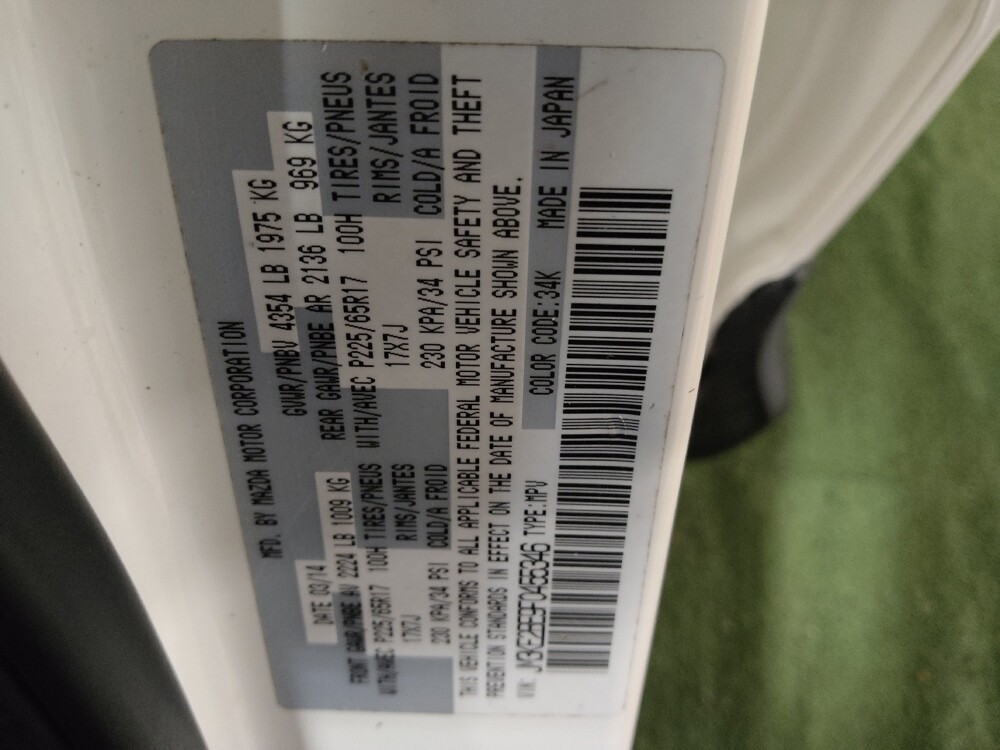 MFD. BY MAZDA MOTOR CORPORATION
DATE 03/14 GVWR/PNBV 4354 LB 1975 KG
FRONT GAWR/PNBE AV 2224 LB 1009 KG REAR GAWR/PNBE AR 2136 LB 969 KG
WITH/AVEC P225/65R17 100H TIRES/PNEUS WITH/AVEC P225/65R17 100H TIRES/PNEUS
17X7J RIMS/JANTES 17X7J RIMS/JANTES
230 KPA/34 PSI COLD/A FROID 230 KPA/34 PSI COLD/A FROID
THIS VEHICLE CONFORMS TO ALL APPLICABLE FEDERAL MOTOR VEHICLE SAFETY AND THEFT
PREVENTION STANDARDS IN EFFECT ON THE DATE OF MANUFACTURE SHOWN ABOVE.
VIN: TYPE:MPV COLOR CODE:34K MADE IN JAPAN